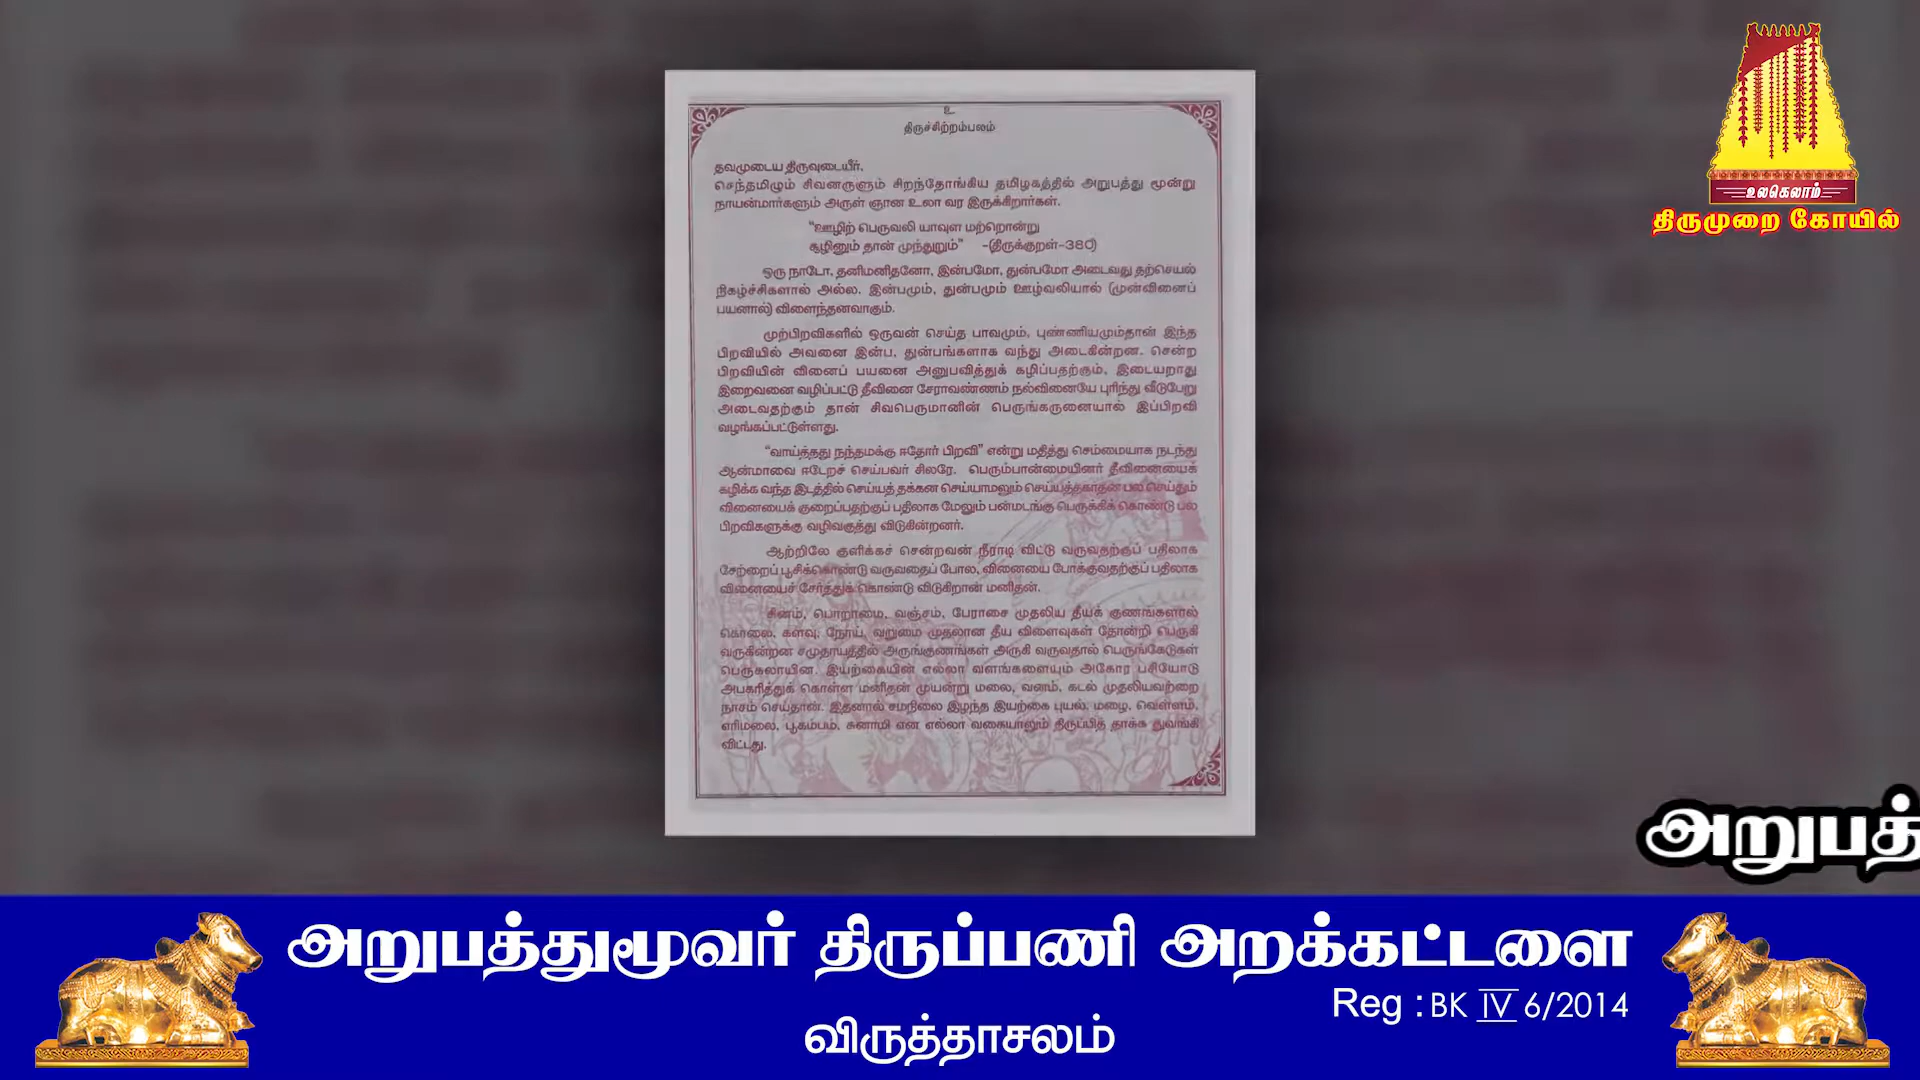 உ
திருச்சிற்றம்பலம்
தவமுடைய திருவுடையீர்,
செந்தமிழும் சிவனருளும் சிறந்தோங்கிய தமிழகத்தில் அறுபத்து மூன்று
நாயன்மார்களும் அருள் ஞான உலா வர இருக்கிறார்கள்.
"ஊழிற் பெருவலி யாவுள மற்றொன்று
சூழினும் தான் முந்துறும்" -(திருக்குறள்-380)
ஒரு நாடோ, தனிமனிதனோ, இன்பமோ, துன்பமோ அடைவது தற்செயல்
நிகழ்ச்சிகளால் அல்ல. இன்பமும், துன்பமும் ஊழ்வலியால் (முன்வினைப்
பயனால்) விளைந்தனவாகும்.
முற்பிறவிகளில் ஒருவன் செய்த பாவமும், புண்ணியமும்தான் இந்த
பிறவியில் அவனை இன்ப, துன்பங்களாக வந்து அடைகின்றன. சென்ற
பிறவியின் வினைப் பயனை அனுபவித்துக் கழிப்பதற்கும், இடையறாது
இறைவனை வழிப்பட்டு தீவினை சேராவண்ணம் நல்வினையே புரிந்து வீடுபேறு
அடைவதற்கும் தான் சிவபெருமானின் பெருங்கருனையால் இப்பிறவி
வழங்கப்பட்டுள்ளது.
"வாய்த்தது நந்தமக்கு ஈதோர் பிறவி" என்று மதித்து செம்மையாக நடந்து
ஆன்மாவை ஈடேறச் செய்பவர் சிலரே. பெரும்பான்மையினர் தீவினையைக்
கழிக்க வந்த இடத்தில் செய்யத் தக்கன செய்யாமலும் செய்யத்தகாதன பல செய்தும்
வினையைக் குறைப்பதற்குப் பதிலாக மேலும் பன்மடங்கு பெருக்கிக் கொண்டு பல
பிறவிகளுக்கு வழிவகுத்து விடுகின்றனர்.
ஆற்றிலே குளிக்கச் சென்றவன் நீராடி விட்டு வருவதற்குப் பதிலாக
சேற்றைப் பூசிக்கொண்டு வருவதைப் போல, வினையை போக்குவதற்குப் பதிலாக
வினையைச் சேர்த்துக் கொண்டு விடுகிறான் மனிதன்.
சினம், பொறாமை, வஞ்சம், பேராசை முதலிய தீயக் குணங்களால்
கொலை, களவு, நோய், வறுமை முதலான தீய விளைவுகள் தோன்றி பெருகி
வருகின்றன சமுதாயத்தில் அருங்குணங்கள் அருகி வருவதால் பெருங்கேடுகள்
பெருகலாயின. இயற்கையின் எல்லா வளங்களையும் அகோர பசியோடு
அபகரித்துக் கொள்ள மனிதன் முயன்று மலை, வனம், கடல் முதலியவற்றை
நாசம் செய்தான். இதனால் சமநிலை இழந்த இயற்கை புயல், மழை, வெள்ளம்,
எரிமலை, பூகம்பம், சுனாமி என எல்லா வகையாலும் திருப்பித் தாக்க துவங்கி
விட்டது.
உலகெலாம்
திருமுறை கோயில்
அறுபத்
அறுபத்துமூவர் திருப்பணி அறக்கட்டளை
Reg : BK IV 6/2014
விருத்தாசலம்